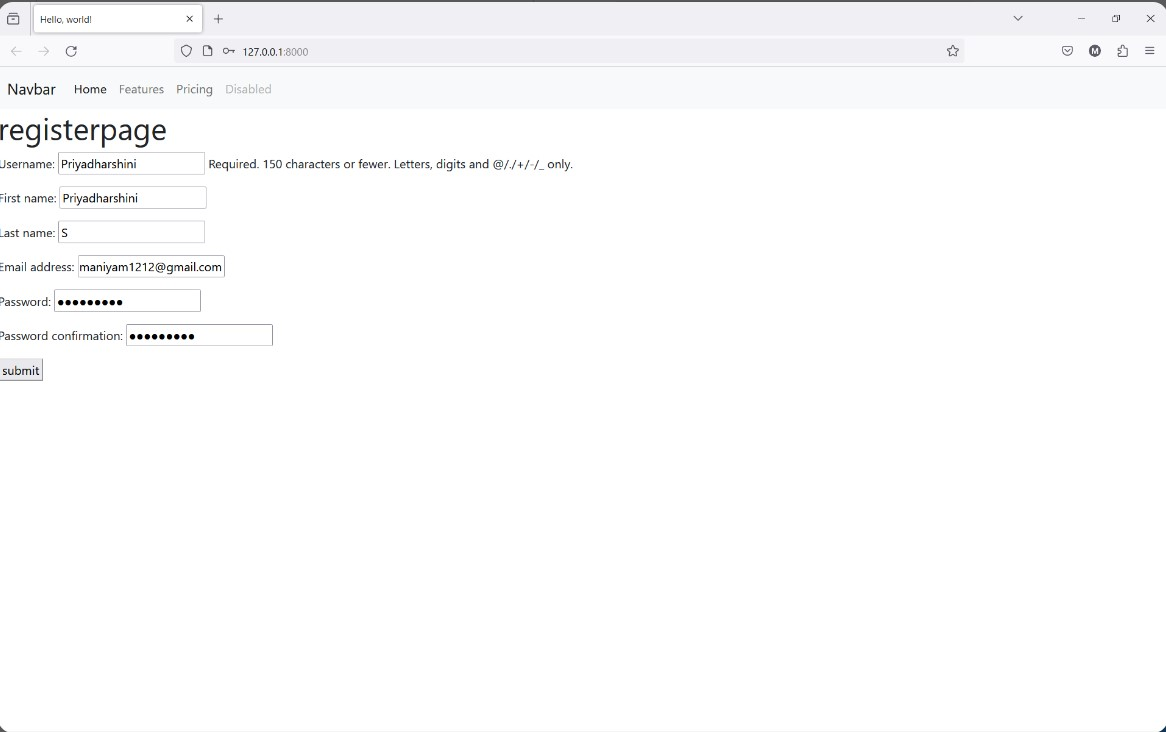 Hello, world!
127.0.0.1:8000
M
Navbar Home Features Pricing Disabled
registerpage
Username: Priyadharshini Required. 150 characters or fewer. Letters, digits and @/./+/-/_ only.
First name: Priyadharshini
Last name: S
Email address: maniyam1212@gmail.com
Password: ●●●●●●●●●
Password confirmation: ●●●●●●●●●
submit